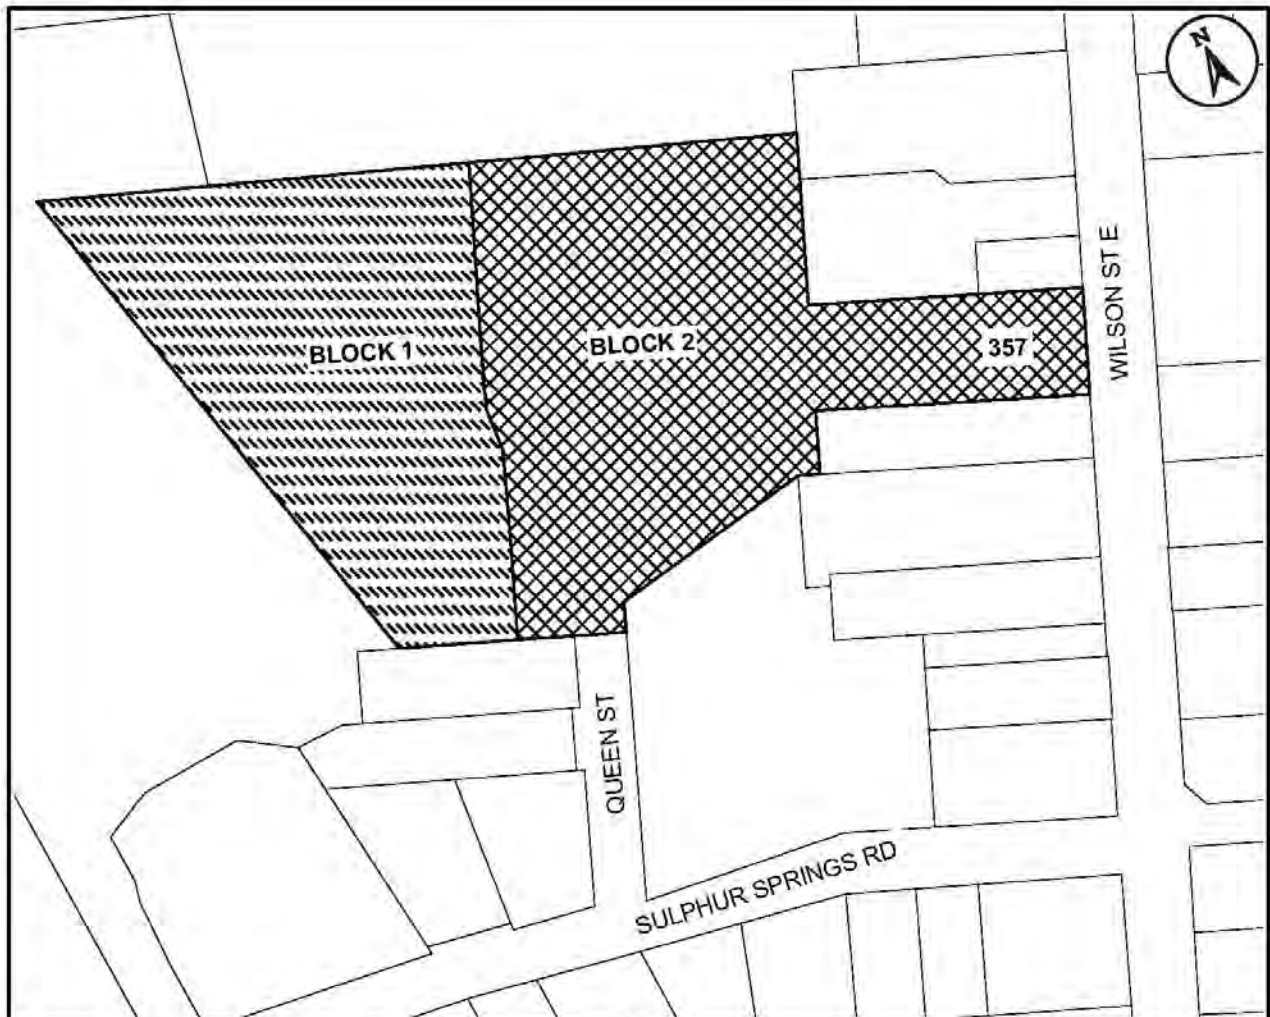 N
WILSON ST E
BLOCK 1
BLOCK 2
357
QUEEN ST
SULPHUR SPRINGS RD